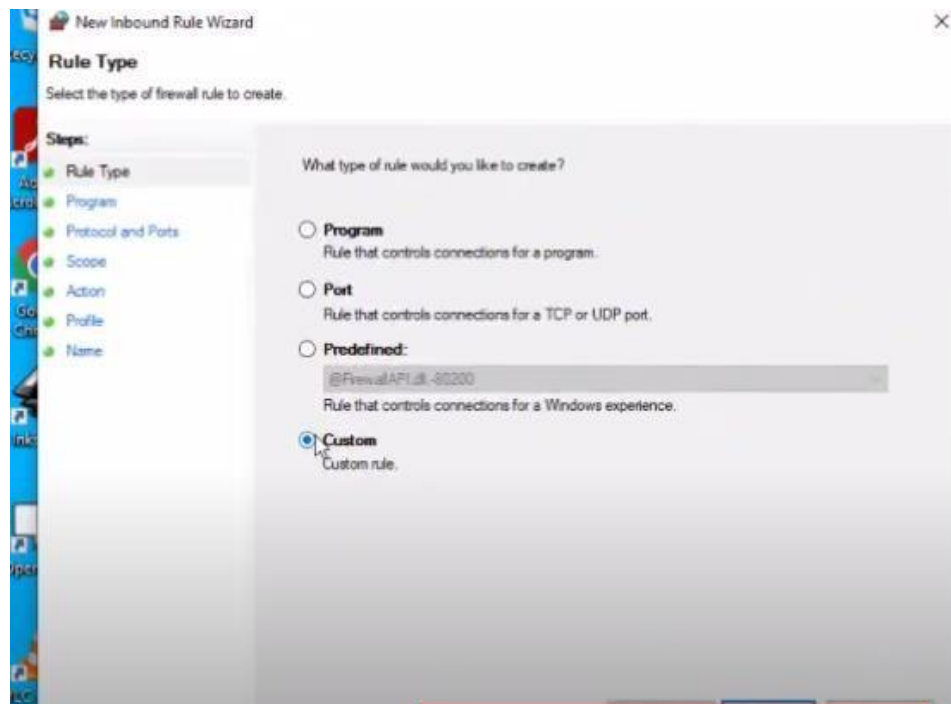 New Inbound Rule Wizard
Rule Type
Select the type of firewall rule to create.
Steps:
Rule Type
Program
Protocol and Ports
Scope
Action
Profile
Name
What type of rule would you like to create?
Program
Rule that controls connections for a program.
Port
Rule that controls connections for a TCP or UDP port.
Predefined:
@FirewallAPI.dll,-80200
Rule that controls connections for a Windows experience.
Custom
Custom rule.